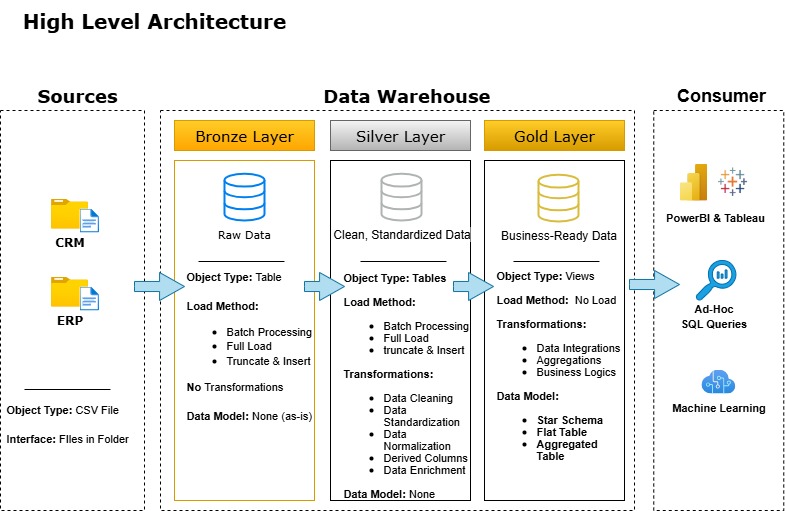 High Level Architecture
Sources
Data Warehouse
Consumer
Bronze Layer
Silver Layer
Gold Layer
CRM
ERP
Object Type: CSV File
Interface: FIles in Folder
Raw Data
Object Type: Table
Load Method:
Batch Processing
Full Load
Truncate & Insert
No Transformations
Data Model: None (as-is)
Clean, Standardized Data
Object Type: Tables
Load Method:
Batch Processing
Full Load
truncate & Insert
Transformations:
Data Cleaning
Data
Standardization
Data
Normalization
Derived Columns
Data Enrichment
Data Model: None
Business-Ready Data
Object Type: Views
Load Method: No Load
Transformations:
Data Integrations
Aggregations
Business Logics
Data Model:
Star Schema
Flat Table
Aggregated
Table
PowerBI & Tableau
Ad-Hoc
SQL Queries
Machine Learning